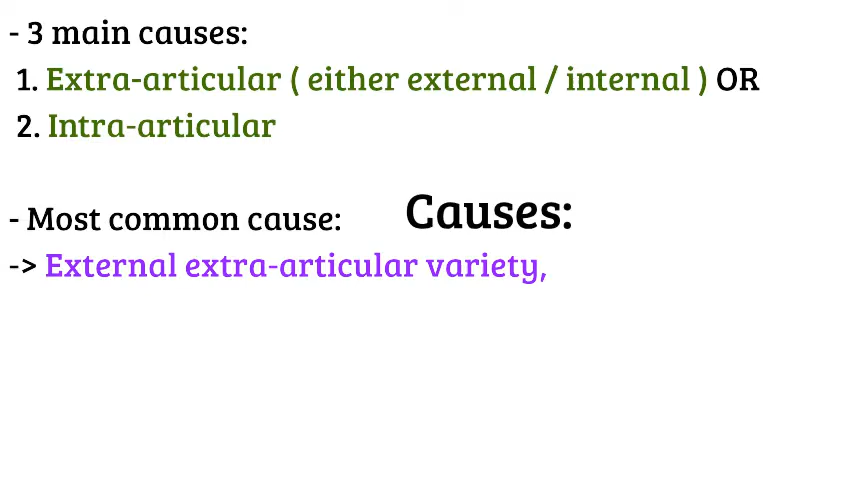 - 3 main causes:
1. Extra-articular ( either external / internal ) OR
2. Intra-articular
Causes:
- Most common cause:
-> External extra-articular variety,